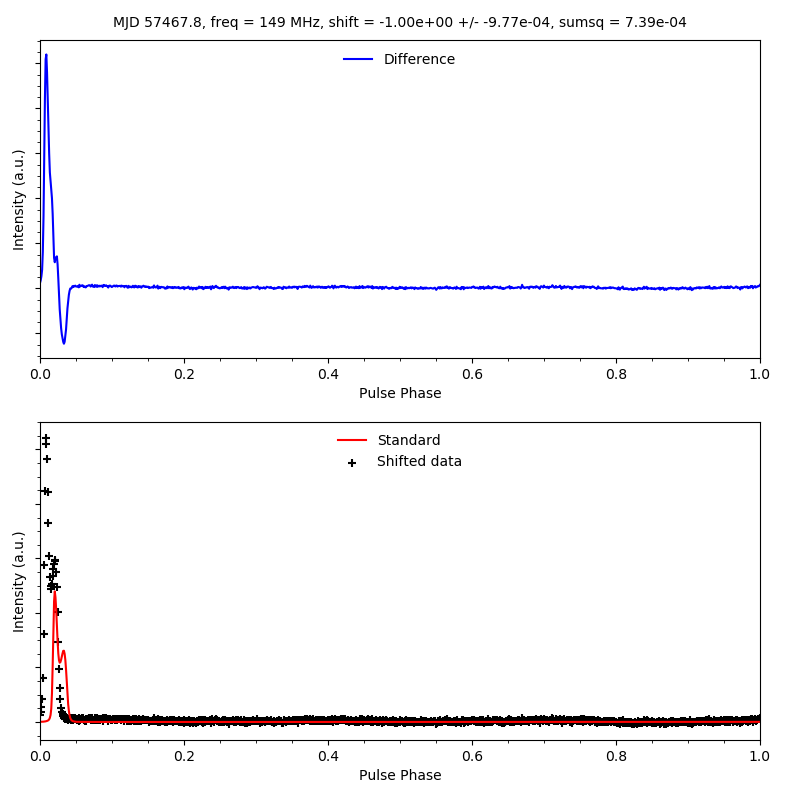 MJD 57467.8, freq = 149 MHz, shift = -1.00e+00 +/- -9.77e-04, sumsq = 7.39e-04
Difference
Intensity (a.u.)
0.0 0.2 0.4 0.6 0.8 1.0
Pulse Phase
Standard
Shifted data
Intensity (a.u.)
0.0 0.2 0.4 0.6 0.8 1.0
Pulse Phase